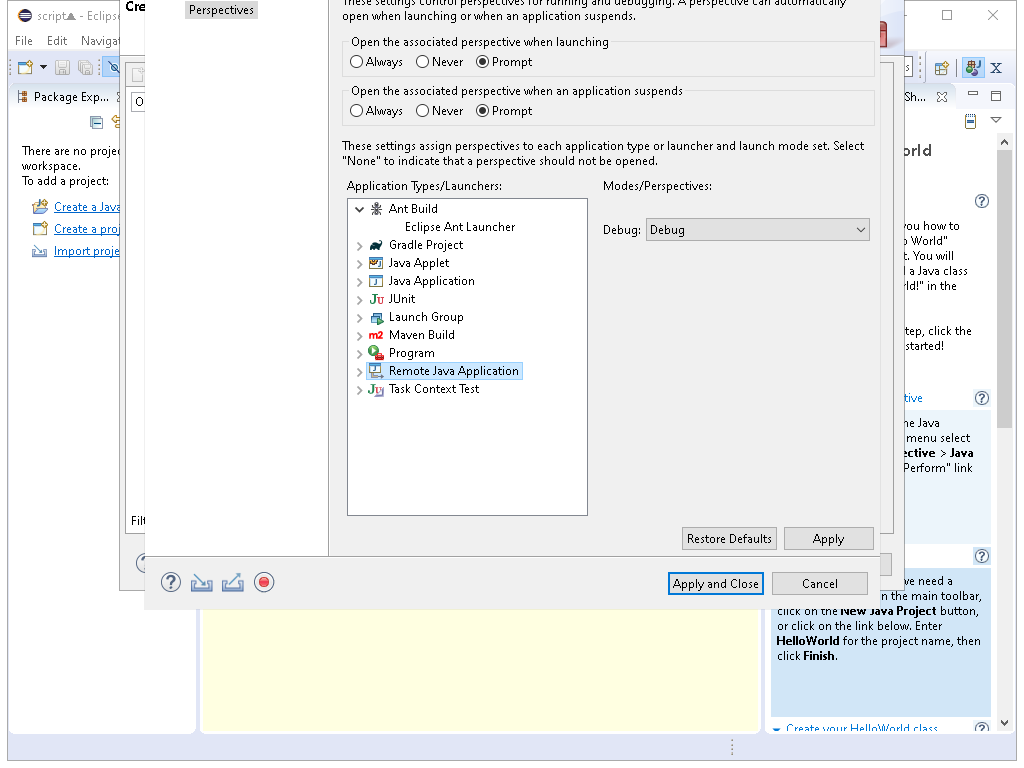 script▲ - Eclipse
File Edit Navigat
Package Exp...
There are no proje
workspace.
To add a project:
Create a Java
Create a proj
Import proje
Cre
O
Filt
Perspectives
These settings control perspectives for running and debugging. A perspective can automatically
open when launching or when an application suspends.
Open the associated perspective when launching
Always Never Prompt
Open the associated perspective when an application suspends
Always Never Prompt
These settings assign perspectives to each application type or launcher and launch mode set. Select
"None" to indicate that a perspective should not be opened.
Application Types/Launchers:
Ant Build
Eclipse Ant Launcher
Gradle Project
Java Applet
Java Application
JUnit
Launch Group
Maven Build
Program
Remote Java Application
Task Context Test
Modes/Perspectives:
Debug: Debug
Restore Defaults Apply
Apply and Close Cancel
Sh...
orld
you how to
o World"
t. You will
d a Java class
rld!" in the
tep, click the
started!
tive
he Java
menu select
ective > Java
Perform" link
we need a
n the main toolbar,
click on the New Java Project button,
or click on the link below. Enter
HelloWorld for the project name, then
click Finish.
Create your HelloWorld class